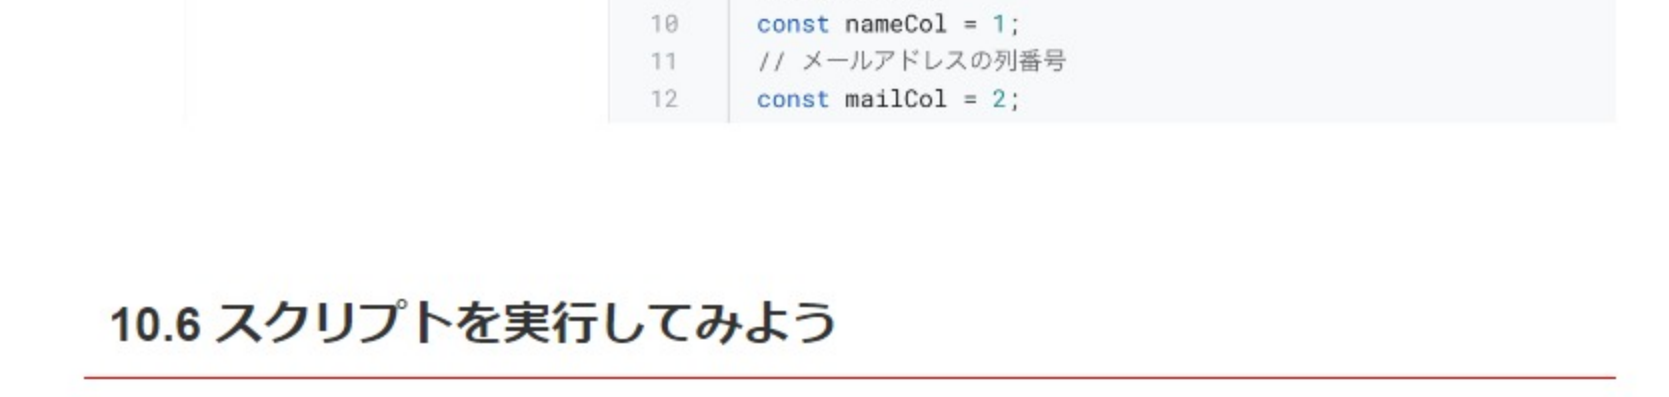 10 const nameCol = 1;
11 // メールアドレスの列番号
12 const mailCol = 2;
10.6 スクリプトを実行してみよう